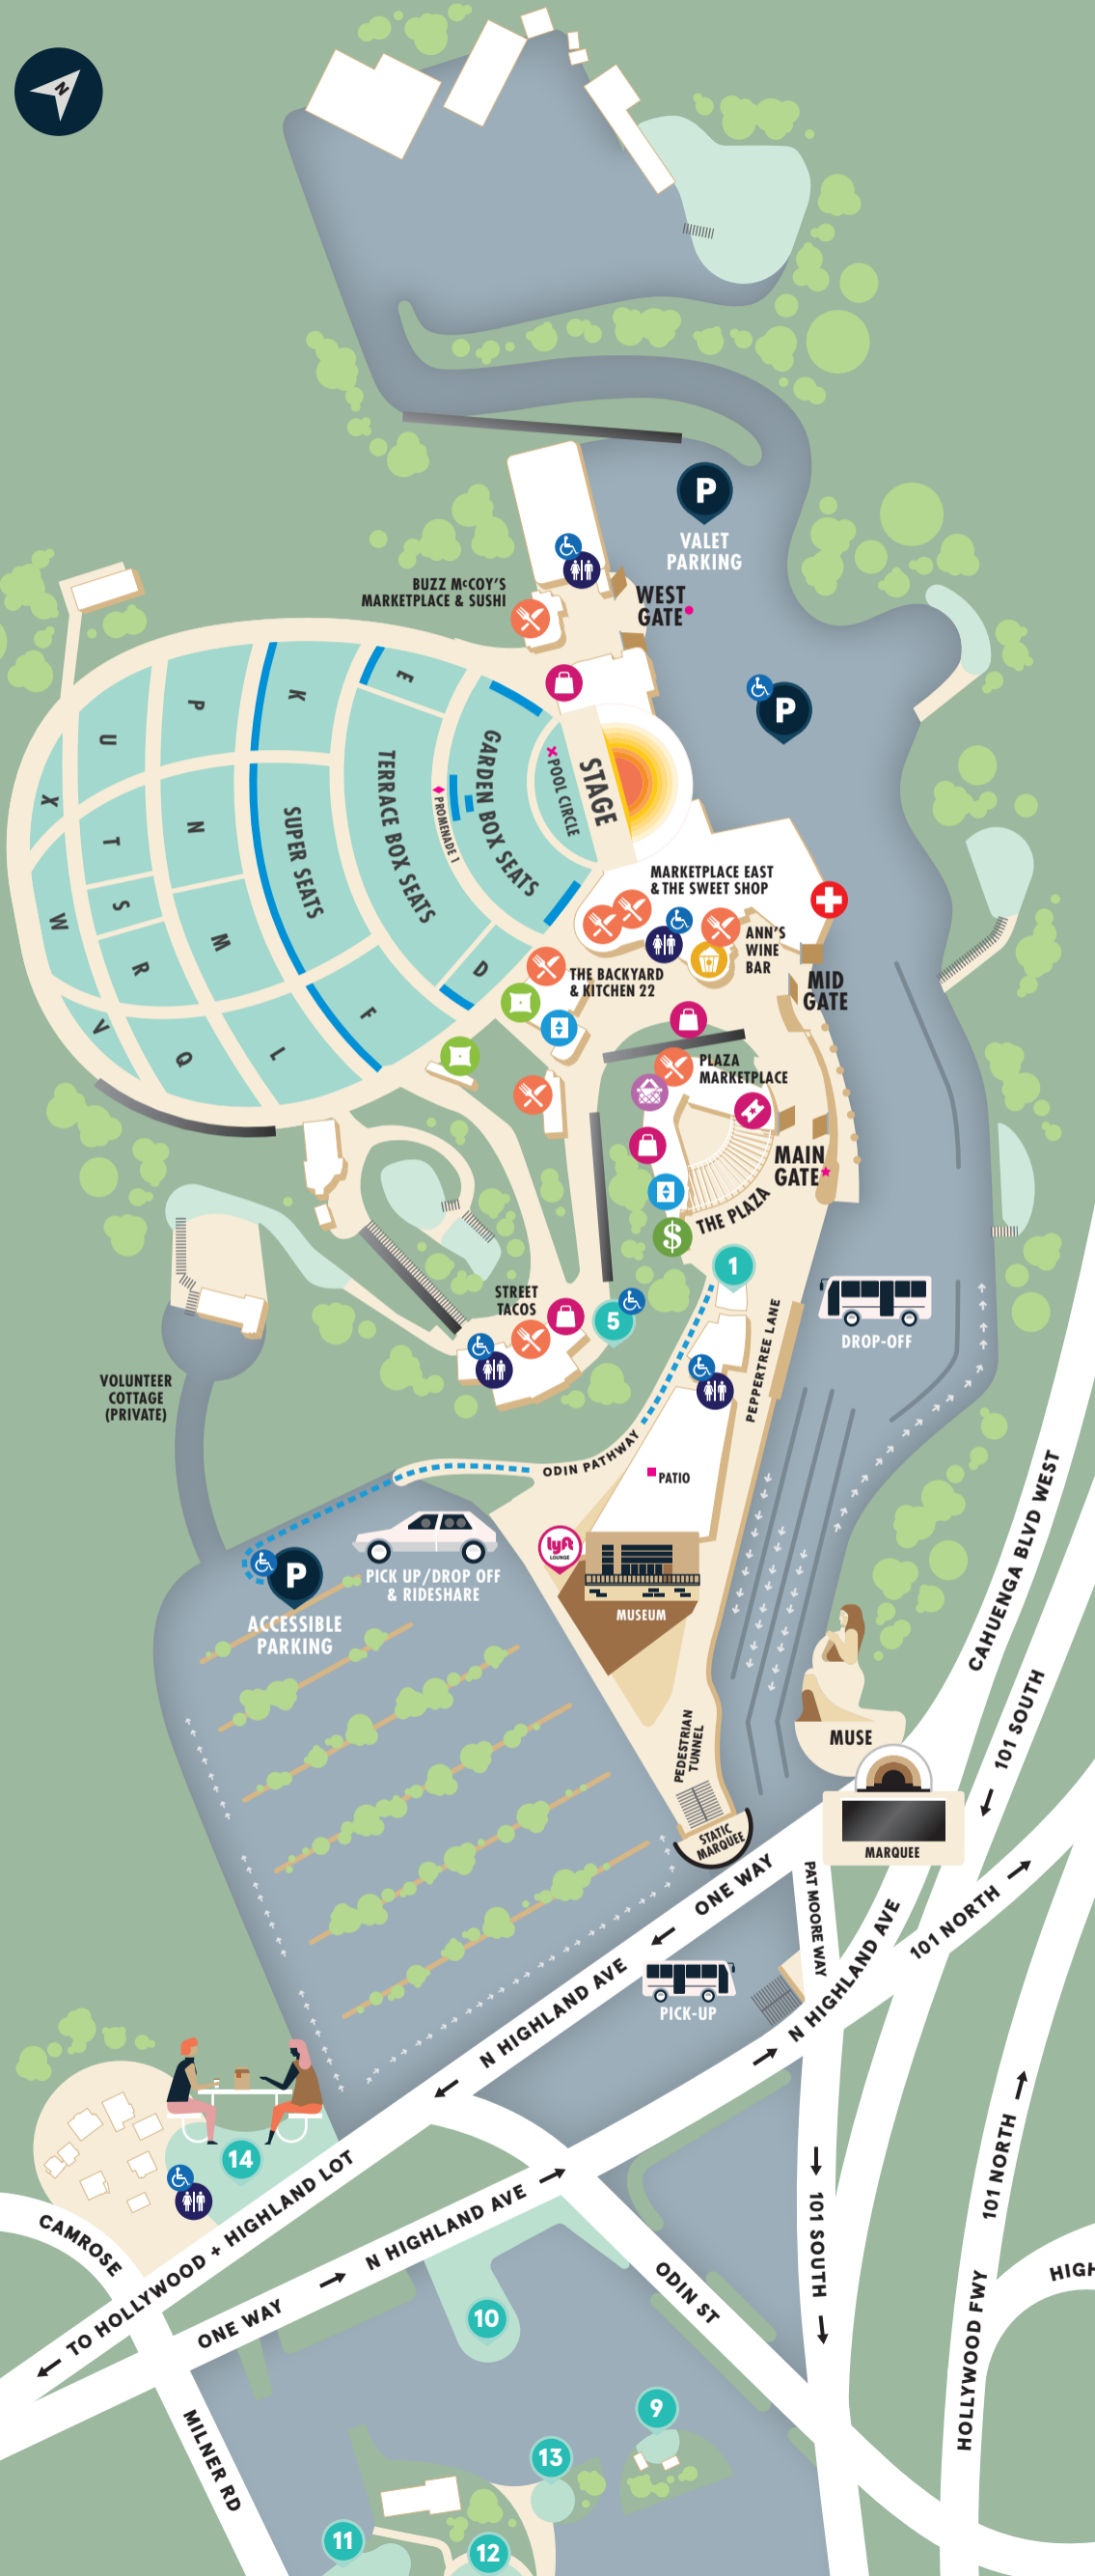 N
P
VALET
PARKING
BUZZ McCOY'S
MARKETPLACE & SUSHI
WEST
GATE
P
E
K
P
U
X
GARDEN BOX SEATS
POOL CIRCLE
STAGE
TERRACE BOX SEATS
PROMENADE 1
SUPER SEATS
N
T
S
W
M
R
D
F
V
Q
L
MARKETPLACE EAST
& THE SWEET SHOP
ANN'S
WINE
BAR
THE BACKYARD
& KITCHEN 22
MID
GATE
PLAZA
MARKETPLACE
MAIN
GATE
THE PLAZA
$
1
STREET
TACOS
5
DROP-OFF
PEPPERTREE LANE
VOLUNTEER
COTTAGE
(PRIVATE)
ODIN PATHWAY
PATIO
CAHUENGA BLVD WEST
P
PICK UP/DROP OFF
& RIDESHARE
lyft
LOUNGE
MUSEUM
ACCESSIBLE
PARKING
101 SOUTH
PEDESTRIAN
TUNNEL
MUSE
STATIC
MARQUEE
MARQUEE
ONE WAY
PAT MOORE WAY
N HIGHLAND AVE
101 NORTH
N HIGHLAND AVE
PICK-UP
14
101 NORTH
TO HOLLYWOOD + HIGHLAND LOT
N HIGHLAND AVE
101 SOUTH
CAMROSE
ODIN ST
HIGH
ONE WAY
10
HOLLYWOOD FWY
MILNER RD
9
13
11
12